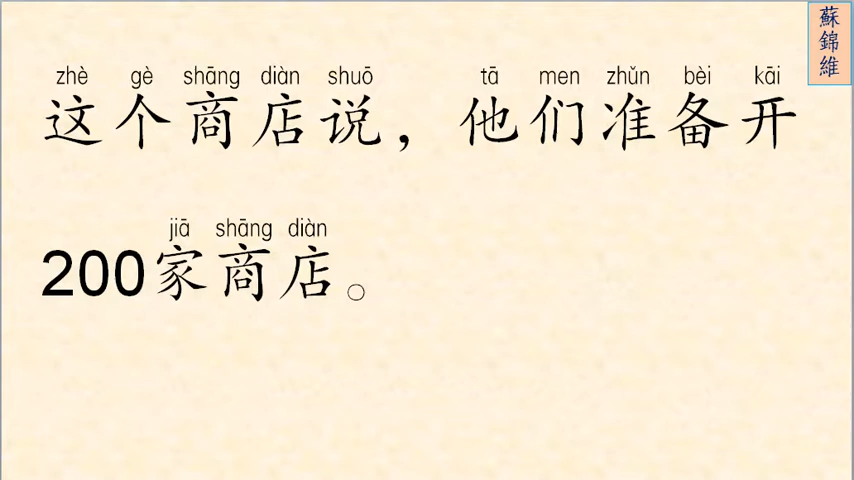 蘇錦維
zhè gè shāng diàn shuō tā men zhǔn bèi kāi
这个商店说，他们准备开
jiā shāng diàn
200家商店。